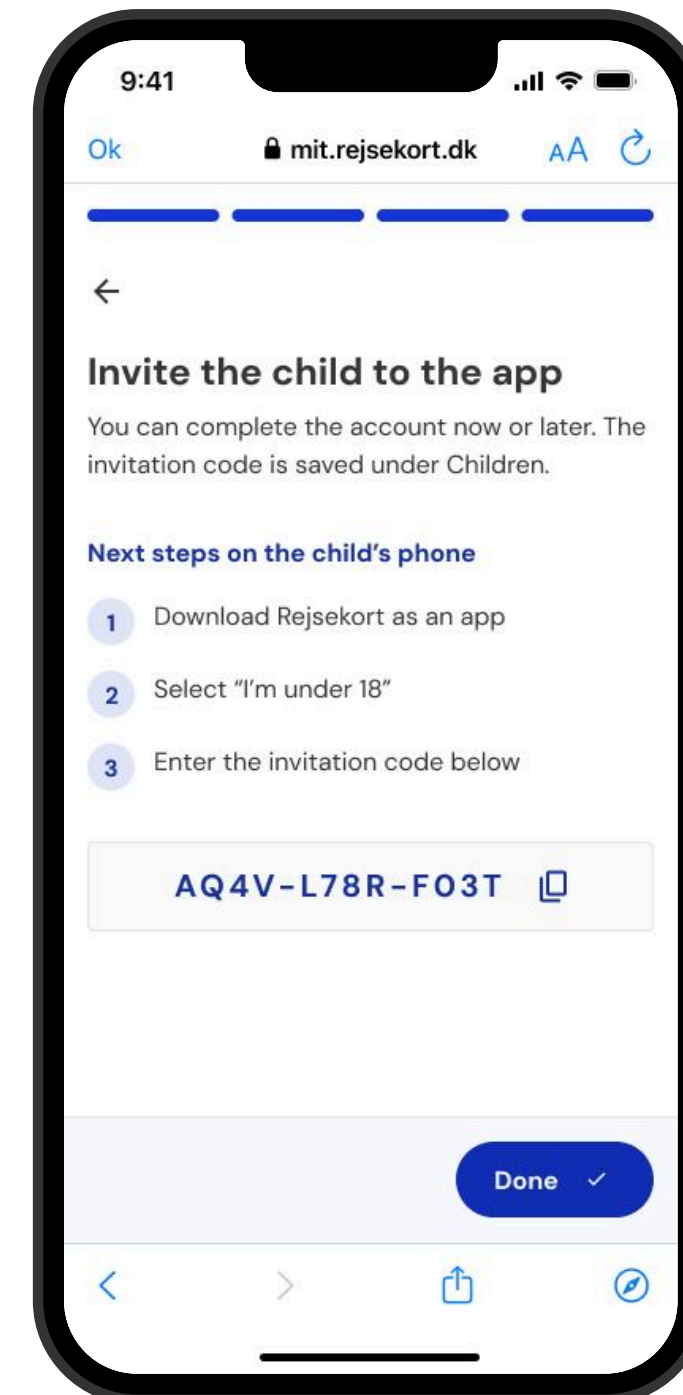 9:41
Ok mit.rejsekort.dk AA
Invite the child to the app
You can complete the account now or later. The
invitation code is saved under Children.
Next steps on the child’s phone
1 Download Rejsekort as an app
2 Select “I’m under 18”
3 Enter the invitation code below
AQ4V-L78R-FO3T
Done